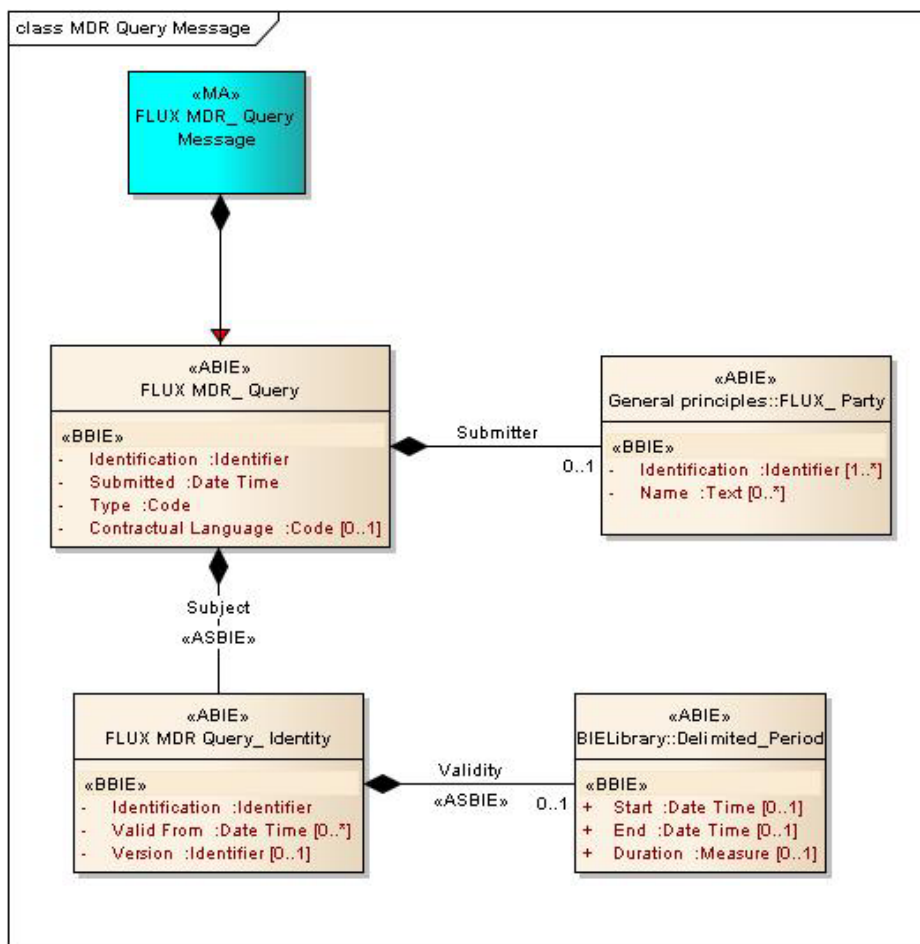 class MDR Query Message
«MA»
FLUX MDR_ Query
Message
«ABIE»
FLUX MDR_ Query
«BBIE»
- Identification :Identifier
- Submitted :Date Time
- Type :Code
- Contractual Language :Code [0..1]
Submitter
0..1
«ABIE»
General principles::FLUX_ Party
«BBIE»
- Identification :Identifier [1..*]
- Name :Text [0..*]
Subject
«ASBIE»
«ABIE»
FLUX MDR Query_ Identity
«BBIE»
- Identification :Identifier
- Valid From :Date Time [0..*]
- Version :Identifier [0..1]
Validity
«ASBIE» 0..1
«ABIE»
BIELibrary::Delimited_Period
«BBIE»
+ Start :Date Time [0..1]
+ End :Date Time [0..1]
+ Duration :Measure [0..1]